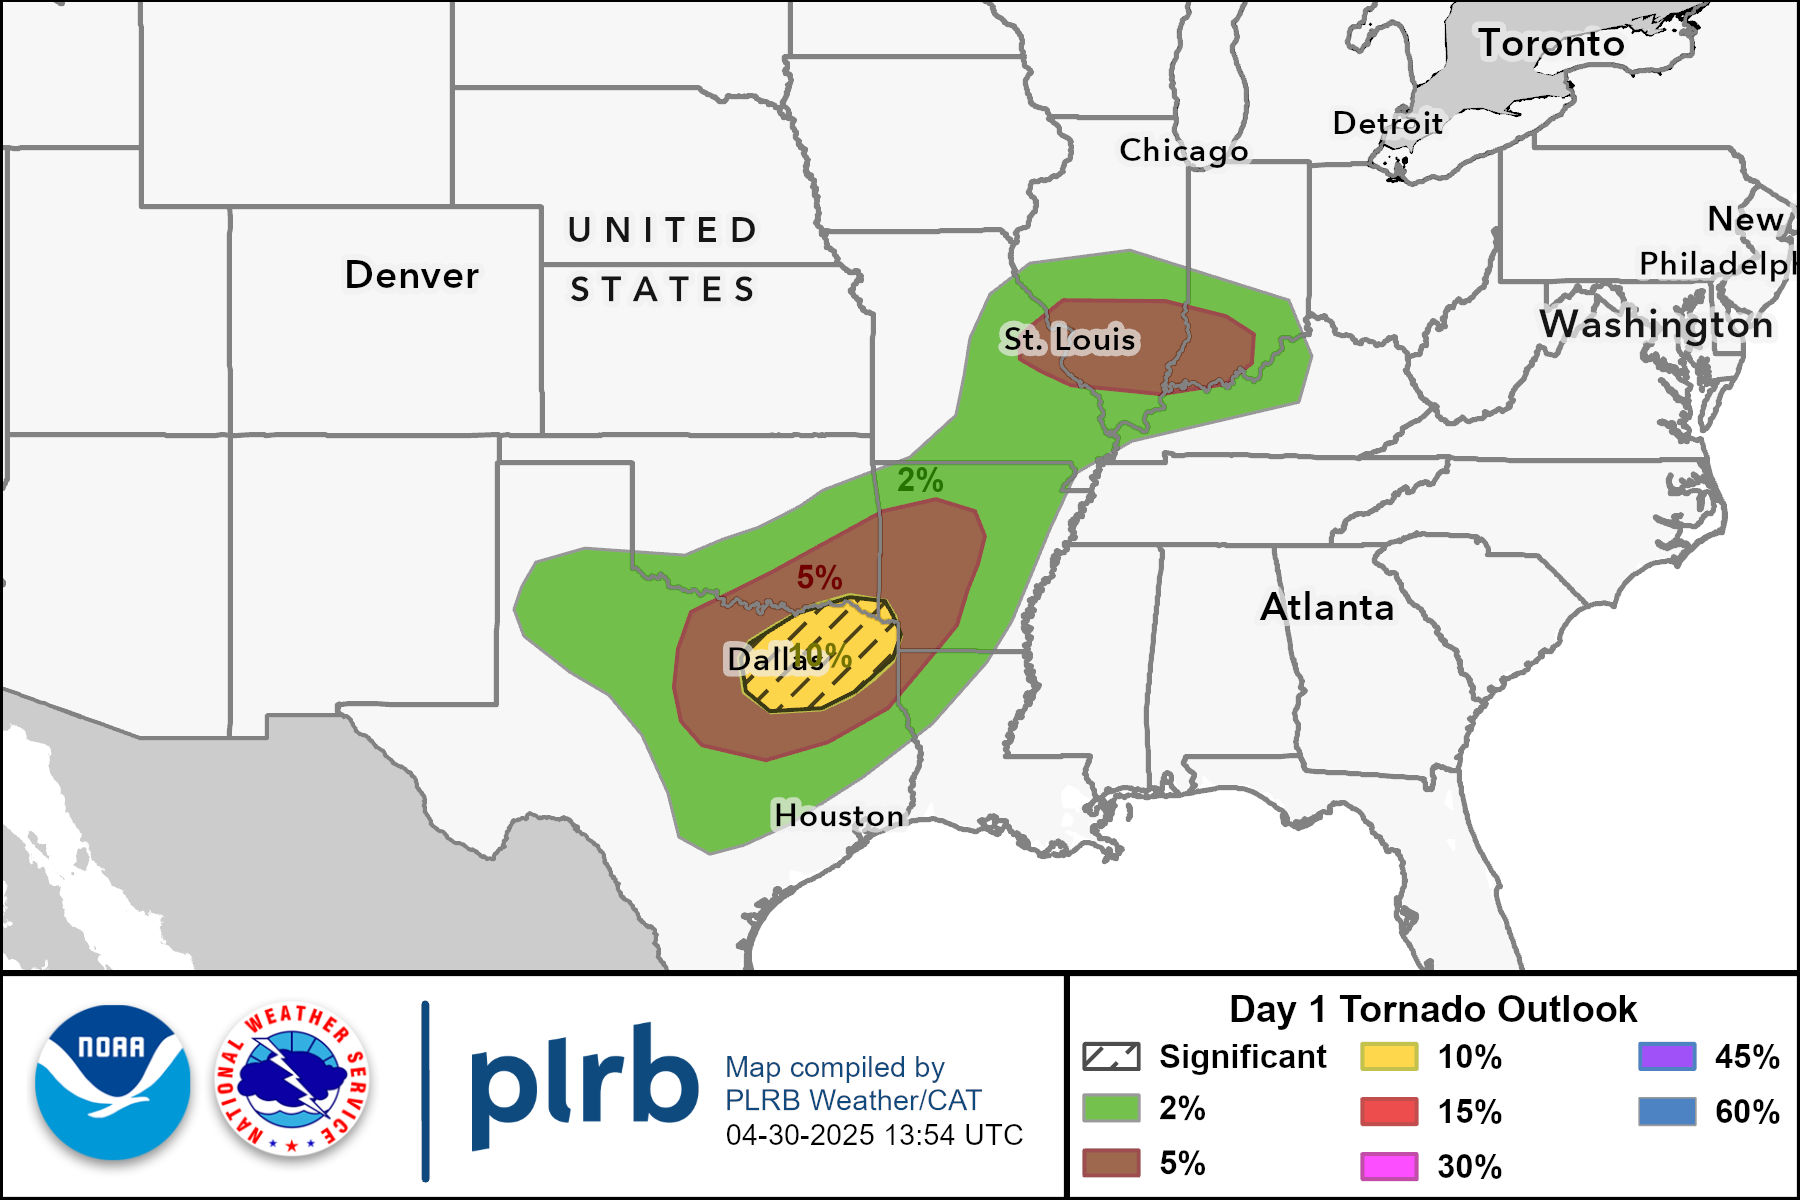 Toronto
Detroit
Chicago
New
UNITED
Philadelph
Denver
STATES
Washington
St. Louis
2%
5%
Atlanta
Dallas
10%
Houston
NOAA
NATIONAL WEATHER SERVICE
plrb
Map compiled by
PLRB Weather/CAT
04-30-2025 13:54 UTC
Day 1 Tornado Outlook
Significant
2%
5%
10%
15%
30%
45%
60%